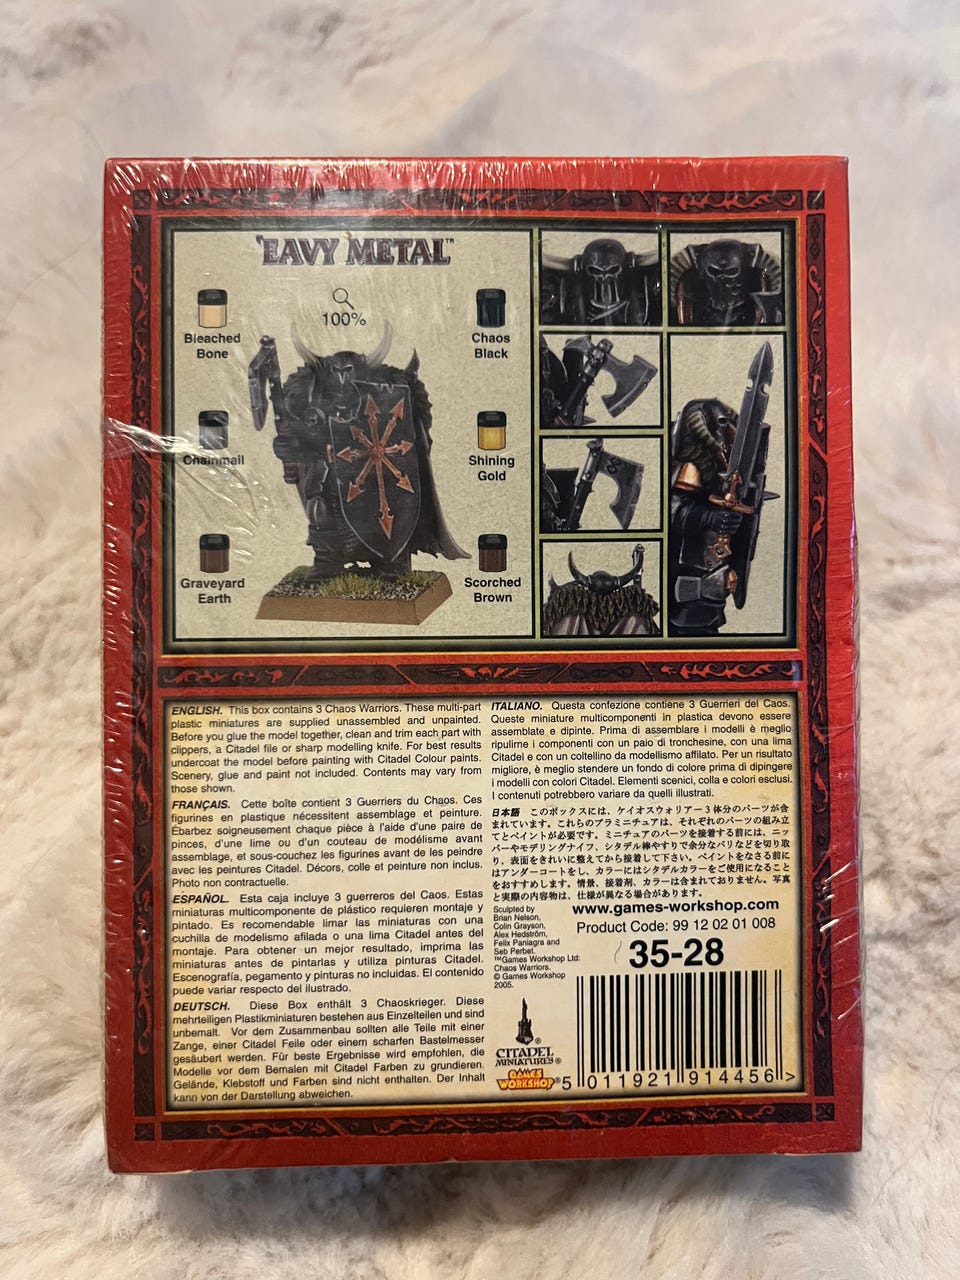 'EAVY METAL™
100%
Bleached
Bone
Chaos
Black
Chainmail
Shining
Gold
Graveyard
Earth
Scorched
Brown
ENGLISH. This box contains 3 Chaos Warriors. These multi-part
plastic miniatures are supplied unassembled and unpainted.
Before you glue the model together, clean and trim each part with
clippers, a Citadel file or sharp modelling knife. For best results
undercoat the model before painting with Citadel Colour paints.
Scenery, glue and paint not included. Contents may vary from
those shown.
FRANÇAIS. Cette boîte contient 3 Guerriers du Chaos. Ces
figurines en plastique nécessitent assemblage et peinture.
Ébarbez soigneusement chaque pièce à l'aide d'une paire de
pinces, d'une lime ou d'un couteau de modélisme avant
assemblage, et sous-couchez les figurines avant de les peindre
avec les peintures Citadel. Décors, colle et peinture non inclus.
Photo non contractuelle.
ESPAÑOL. Esta caja incluye 3 guerreros del Caos. Estas
miniaturas multicomponente de plástico requieren montaje y
pintado. Es recomendable limar las miniaturas con una
cuchilla de modelismo afilada o una lima Citadel antes del
montaje. Para obtener un mejor resultado, imprima las
miniaturas antes de pintarlas y utiliza pinturas Citadel.
Escenografía, pegamento y pinturas no incluidas. El contenido
puede variar respecto del ilustrado.
DEUTSCH. Diese Box enthält 3 Chaoskrieger. Diese
mehrteiligen Plastikminiaturen bestehen aus Einzelteilen und sind
unbemalt. Vor dem Zusammenbau sollten alle Teile mit einer
Zange, einer Citadel Feile oder einem scharfen Bastelmesser
gesäubert werden. Für beste Ergebnisse wird empfohlen, die
Modelle vor dem Bemalen mit Citadel Farben zu grundieren.
Gelände, Klebstoff und Farben sind nicht enthalten. Der Inhalt
kann von der Darstellung abweichen.
ITALIANO. Questa confezione contiene 3 Guerrieri del Caos.
Queste miniature multicomponenti in plastica devono essere
assemblate e dipinte. Prima di assemblare i modelli è meglio
ripulirne i componenti con un paio di tronchesine, con una lima
Citadel e con un coltellino da modellismo affilato. Per un risultato
migliore, è meglio stendere un fondo di colore prima di dipingere
i modelli con colori Citadel. Elementi scenici, colla e colori esclusi.
I contenuti potrebbero variare da quelli illustrati.
日本語 このボックスには、ケイオスウォリアー3体分のパーツが含
まれています。これらのプラミニチュアは、それぞれのパーツの組み立
てとペイントが必要です。ミニチュアのパーツを接着する前には、ニッ
パーやモデリングナイフ、シタデル棒やすりで余分なバリなどを切り取
り、表面をきれいに整えてから接着して下さい。ペイントをなさる前に
はアンダーコートをし、カラーにはシタデルカラーをご使用になること
をおすすめします。情景、接着剤、カラーは含まれておりません。写真
と実際の内容物は、仕様が異なる場合があります。
Sculpted by
Brian Nelson,
Colin Grayson,
Alex Hedström,
Felix Paniagra and
Seb Perbet.
™Games Workshop Ltd:
Chaos Warriors.
© Games Workshop
2005.
www.games-workshop.com
Product Code: 99 12 02 01 008
35-28
CITADEL®
MINIATURES®
GAMES
WORKSHOP®
5 011921 914456 >